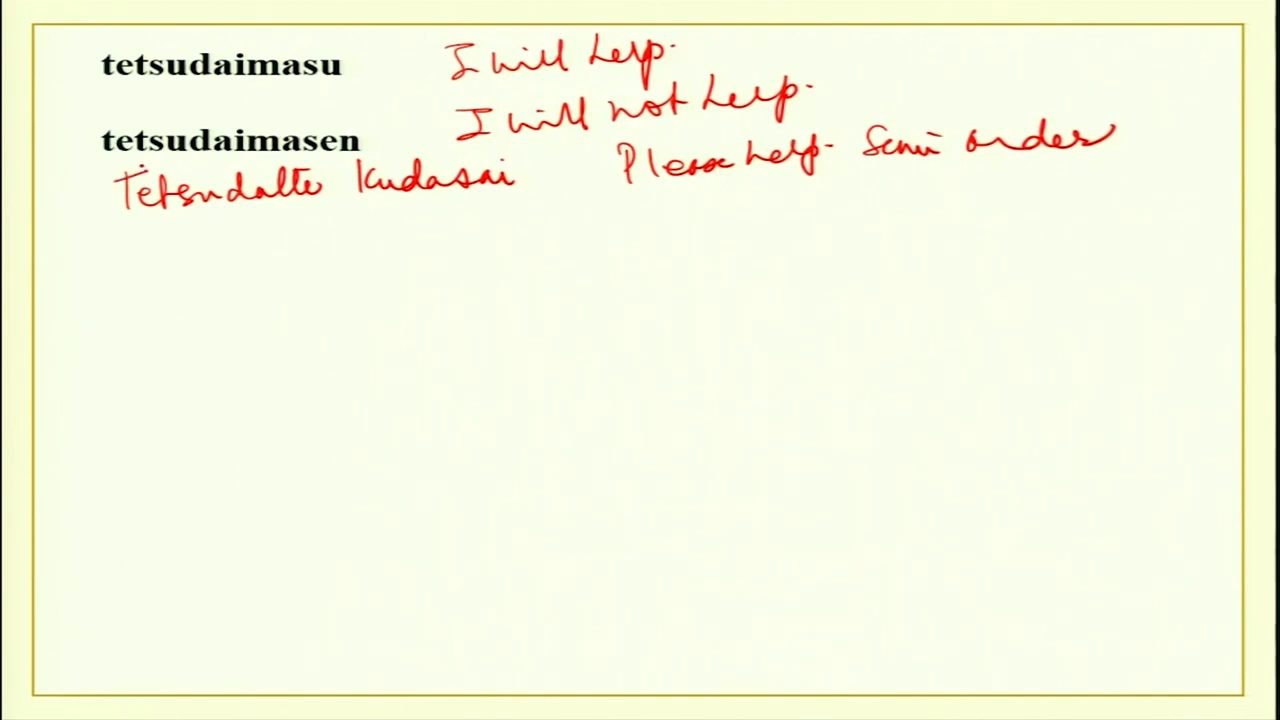 tetsudaimasu I will help.
tetsudaimasen I will not help.
Tetsudatte Kudasai Please help. Semi order